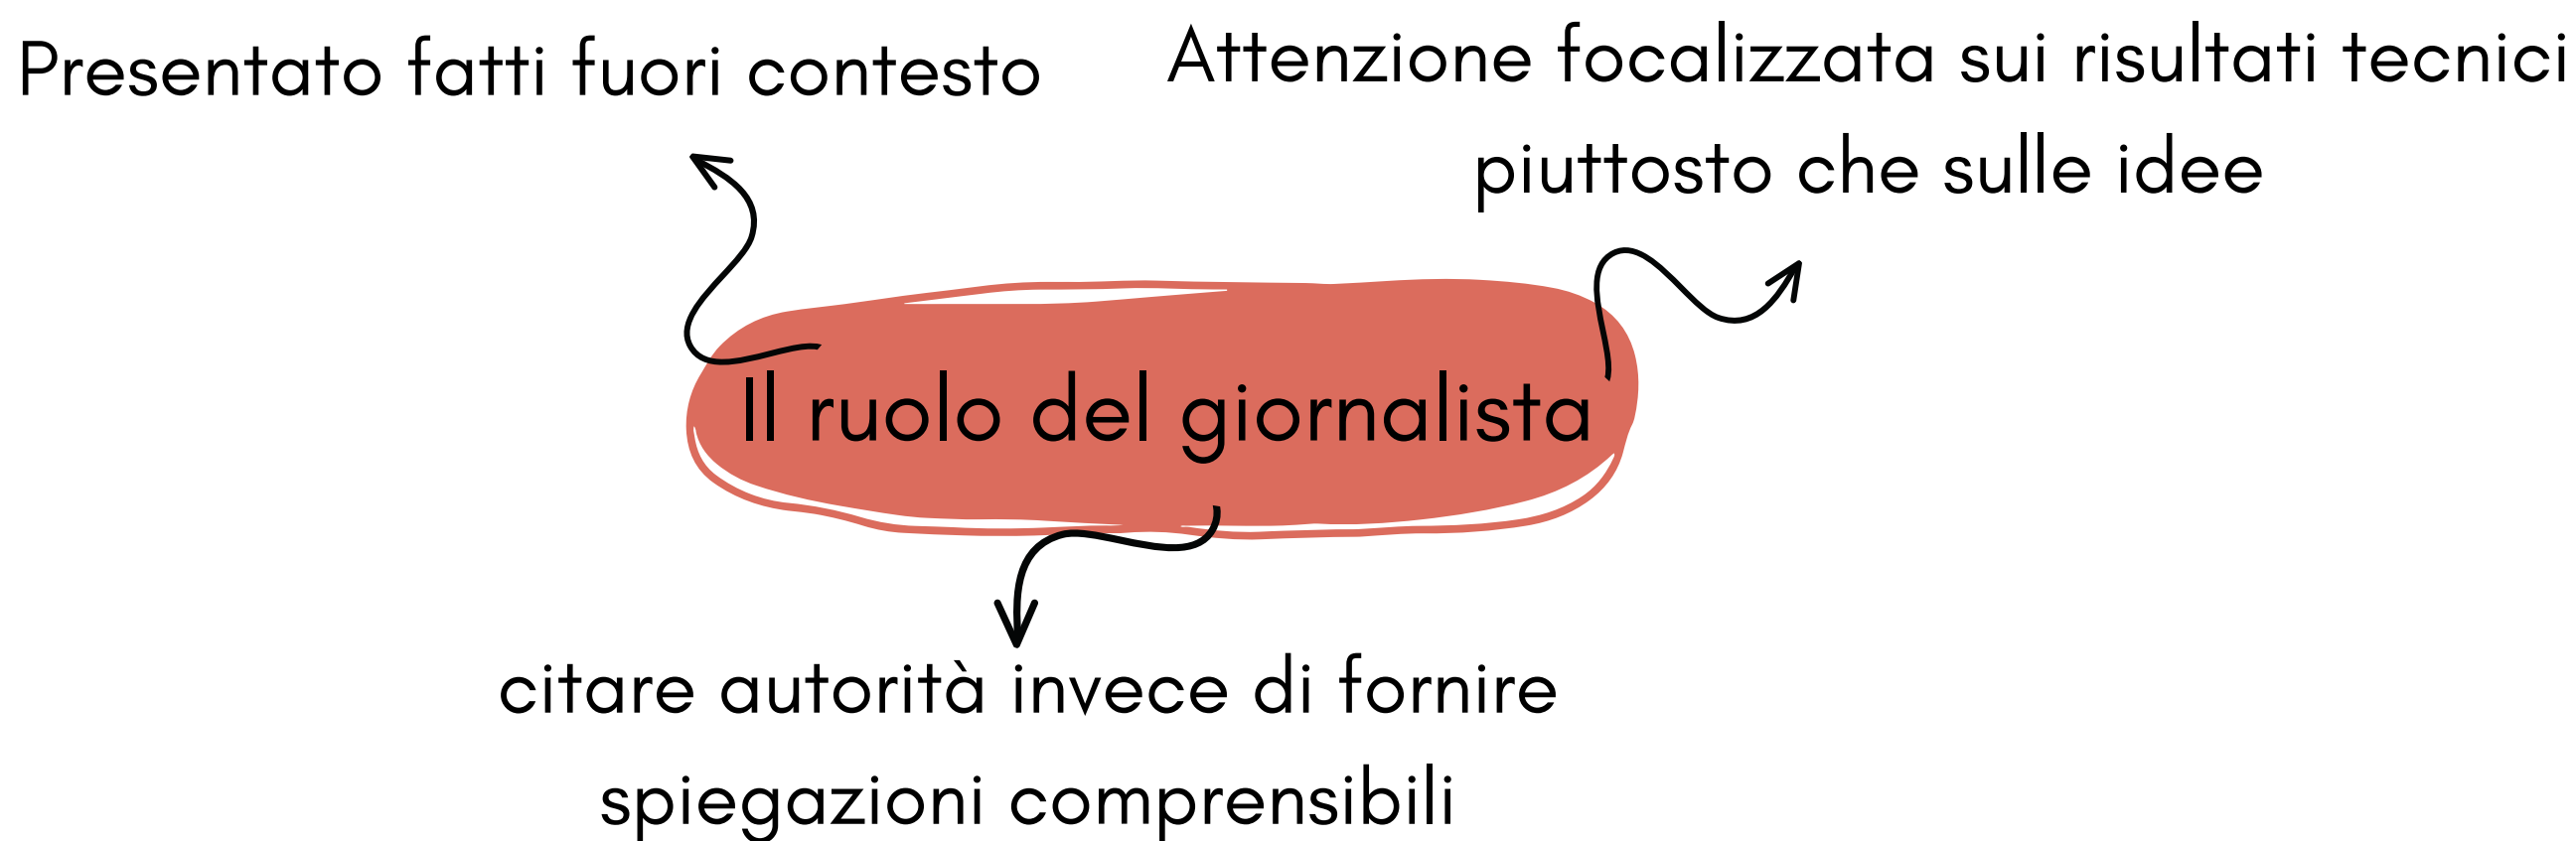 Presentato fatti fuori contesto
Attenzione focalizzata sui risultati tecnici
piuttosto che sulle idee
Il ruolo del giornalista
citare autorità invece di fornire
spiegazioni comprensibili